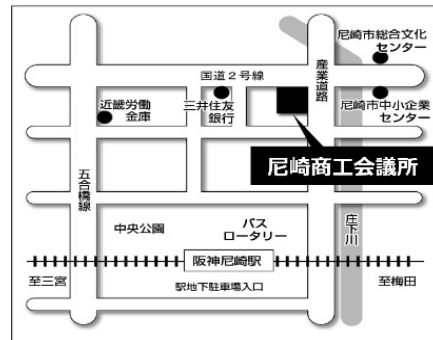 尼崎市総合文化
センター
国道2号線
産業道路
近畿労働
金庫
三井住友
銀行
尼崎市中小企業
センター
尼崎商工会議所
五合橋線
中央公園
バス
ロータリー
庄下川
阪神尼崎駅
至三宮
至梅田
駅地下駐車場入口